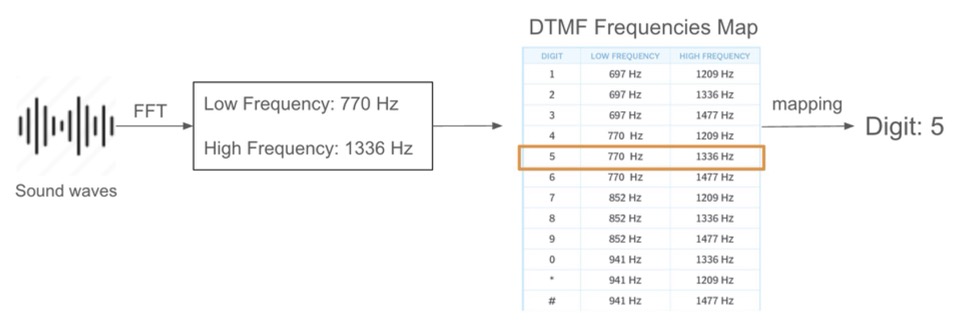 DTMF Frequencies Map
DIGIT LOW FREQUENCY HIGH FREQUENCY
1 697 Hz 1209 Hz
2 697 Hz 1336 Hz
3 697 Hz 1477 Hz
4 770 Hz 1209 Hz
5 770 Hz 1336 Hz
6 770 Hz 1477 Hz
7 852 Hz 1209 Hz
8 852 Hz 1336 Hz
9 852 Hz 1477 Hz
0 941 Hz 1336 Hz
* 941 Hz 1209 Hz
# 941 Hz 1477 Hz
Sound waves
FFT
Low Frequency: 770 Hz
High Frequency: 1336 Hz
mapping
Digit: 5